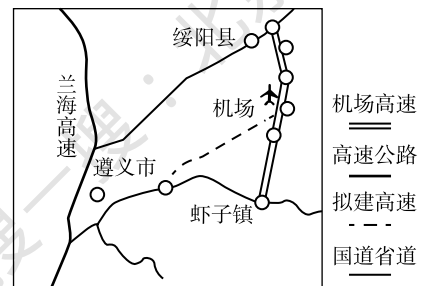 绥阳县
兰海高速
机场
遵义市
虾子镇
机场高速
高速公路
拟建高速
国道省道